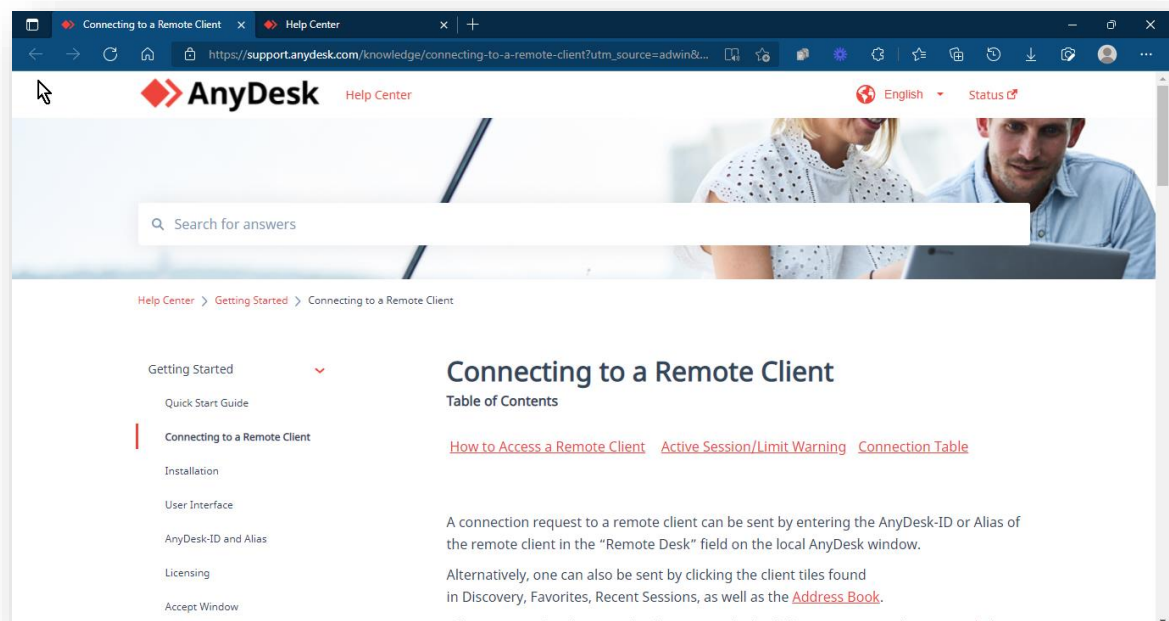 Connecting to a Remote Client
Help Center
https://support.anydesk.com/knowledge/connecting-to-a-remote-client?utm_source=adwin&...
AnyDesk
Help Center
English
Status
Search for answers
Help Center > Getting Started > Connecting to a Remote Client
Getting Started
Quick Start Guide
Connecting to a Remote Client
Installation
User Interface
AnyDesk-ID and Alias
Licensing
Accept Window
Connecting to a Remote Client
Table of Contents
How to Access a Remote Client Active Session/Limit Warning Connection Table
A connection request to a remote client can be sent by entering the AnyDesk-ID or Alias of
the remote client in the “Remote Desk” field on the local AnyDesk window.
Alternatively, one can also be sent by clicking the client tiles found
in Discovery, Favorites, Recent Sessions, as well as the Address Book.